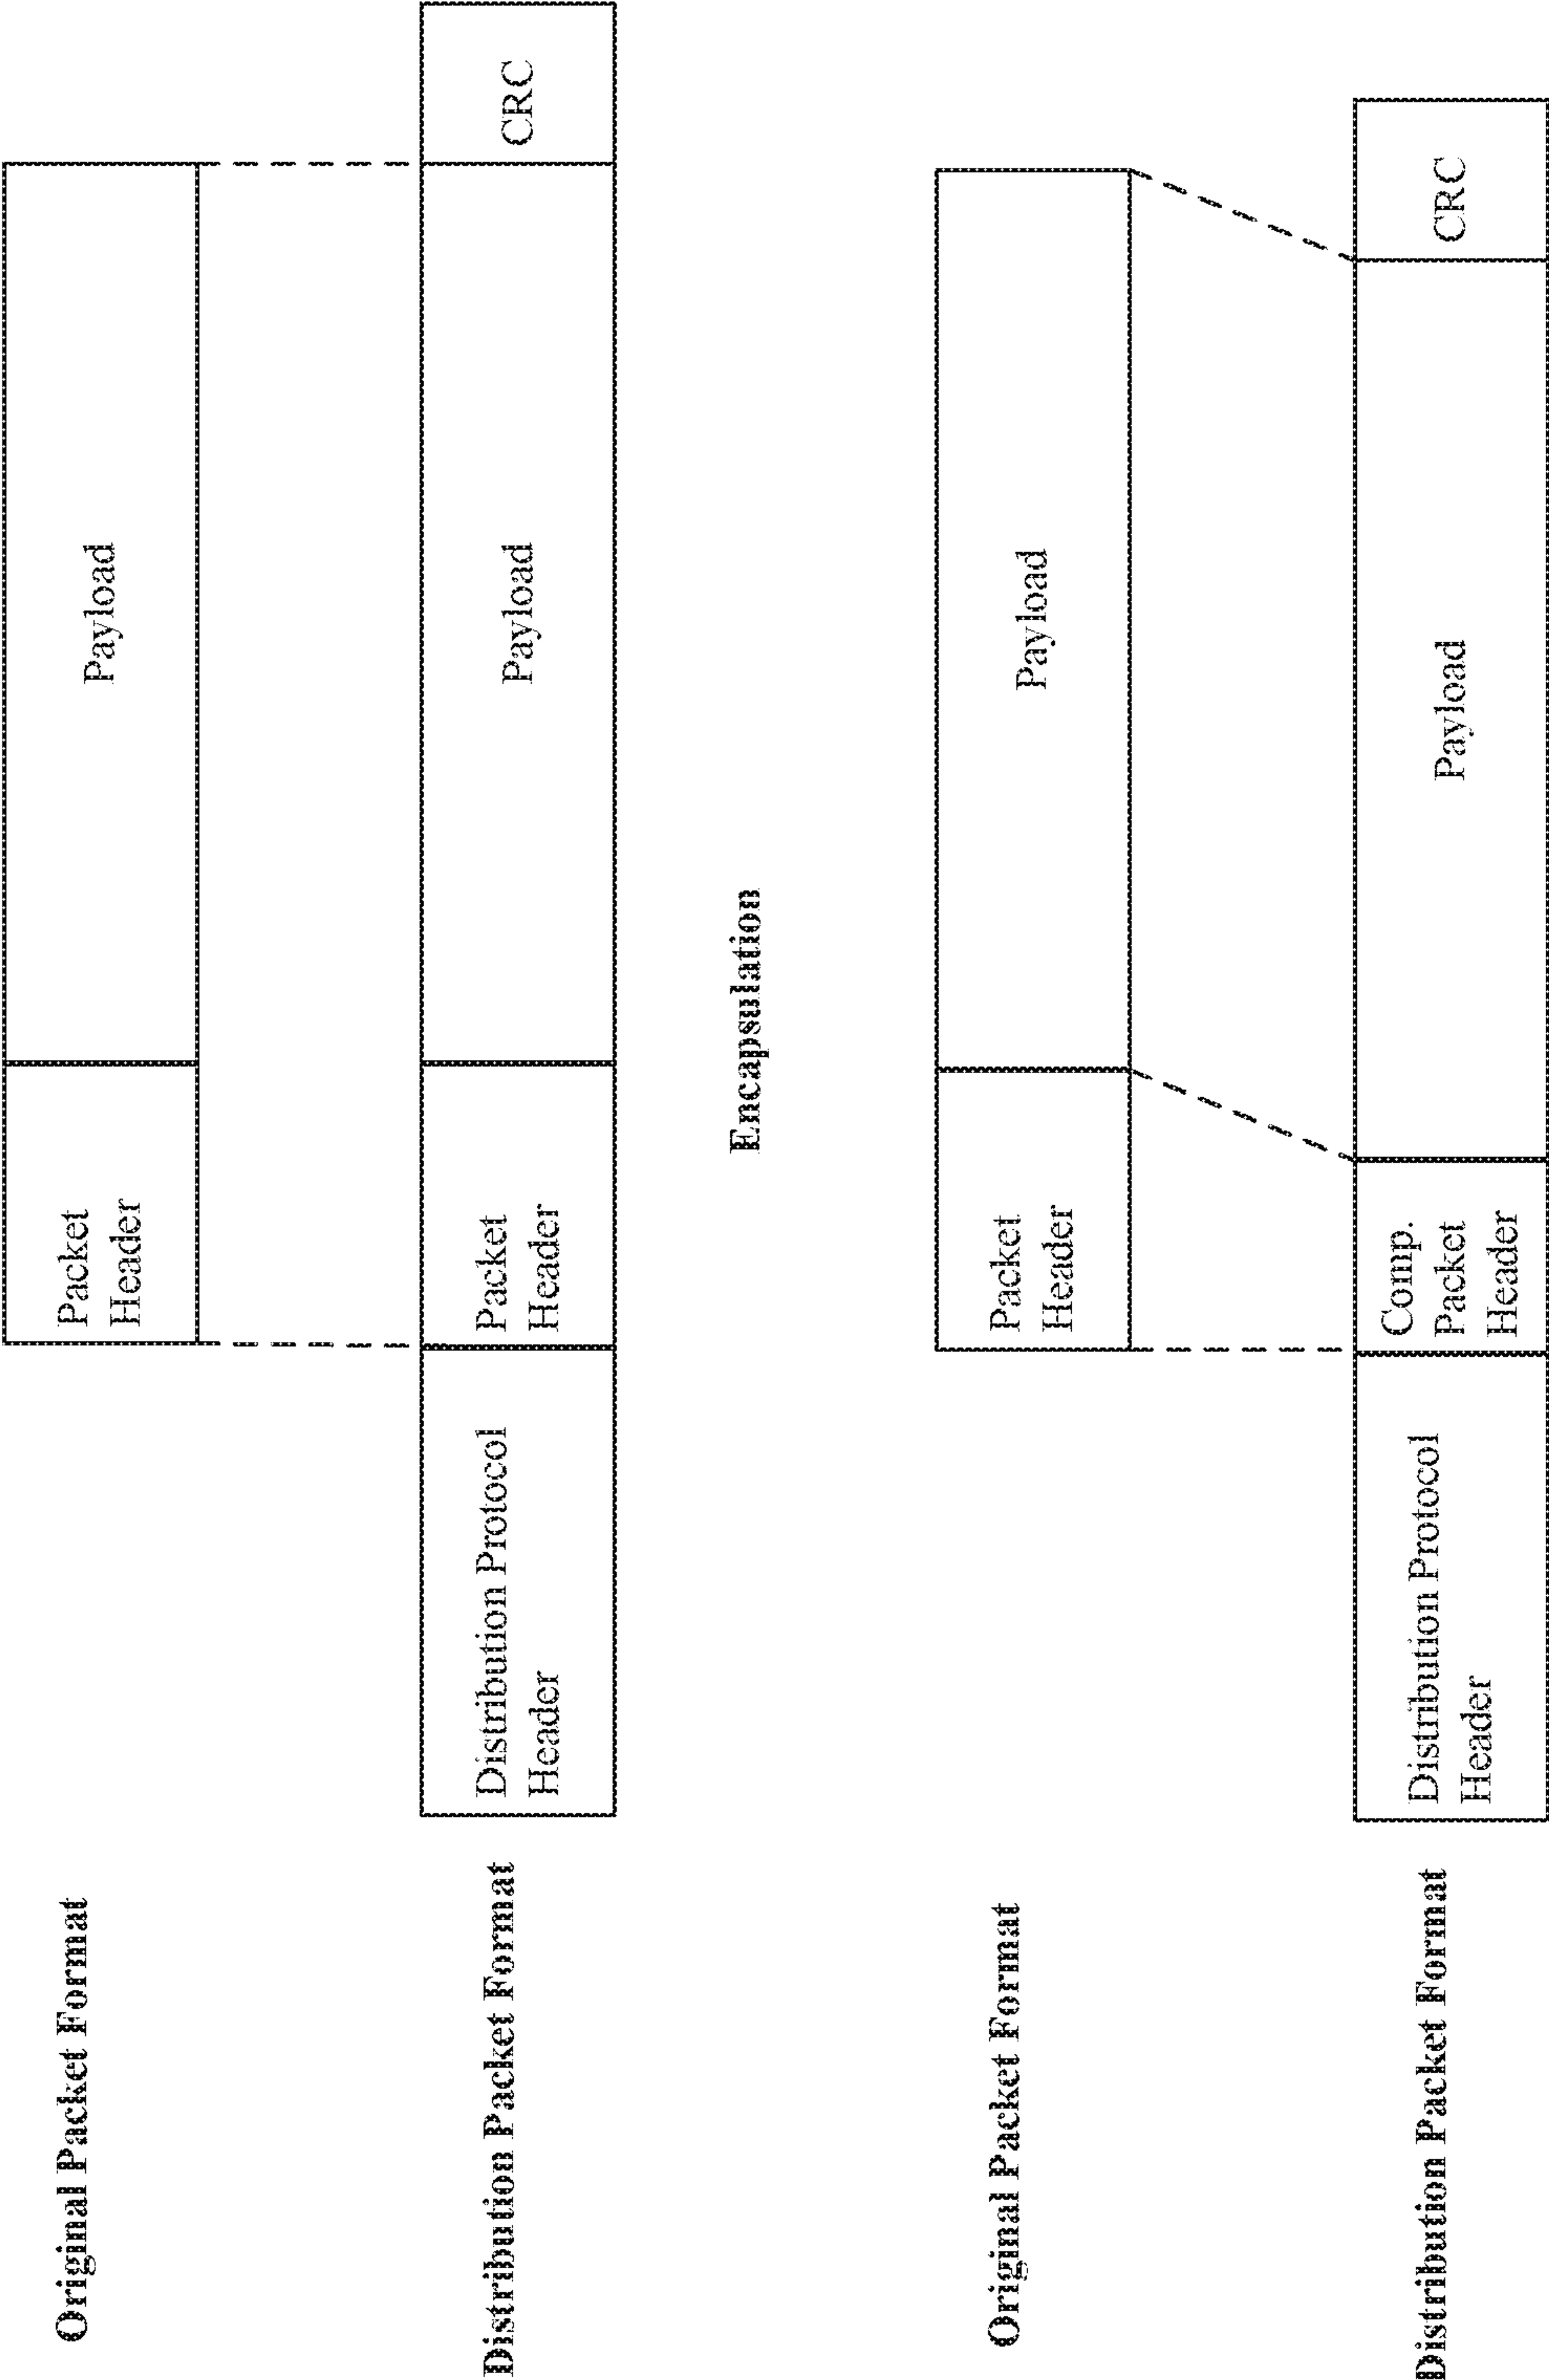 Original Packet Format
Packet
Header
Payload
Distribution Packet Format
Distribution Protocol
Header
Packet
Header
Payload
CRC
Encapsulation
Original Packet Format
Packet
Header
Payload
Distribution Packet Format
Distribution Protocol
Header
Comp.
Packet
Header
Payload
CRC